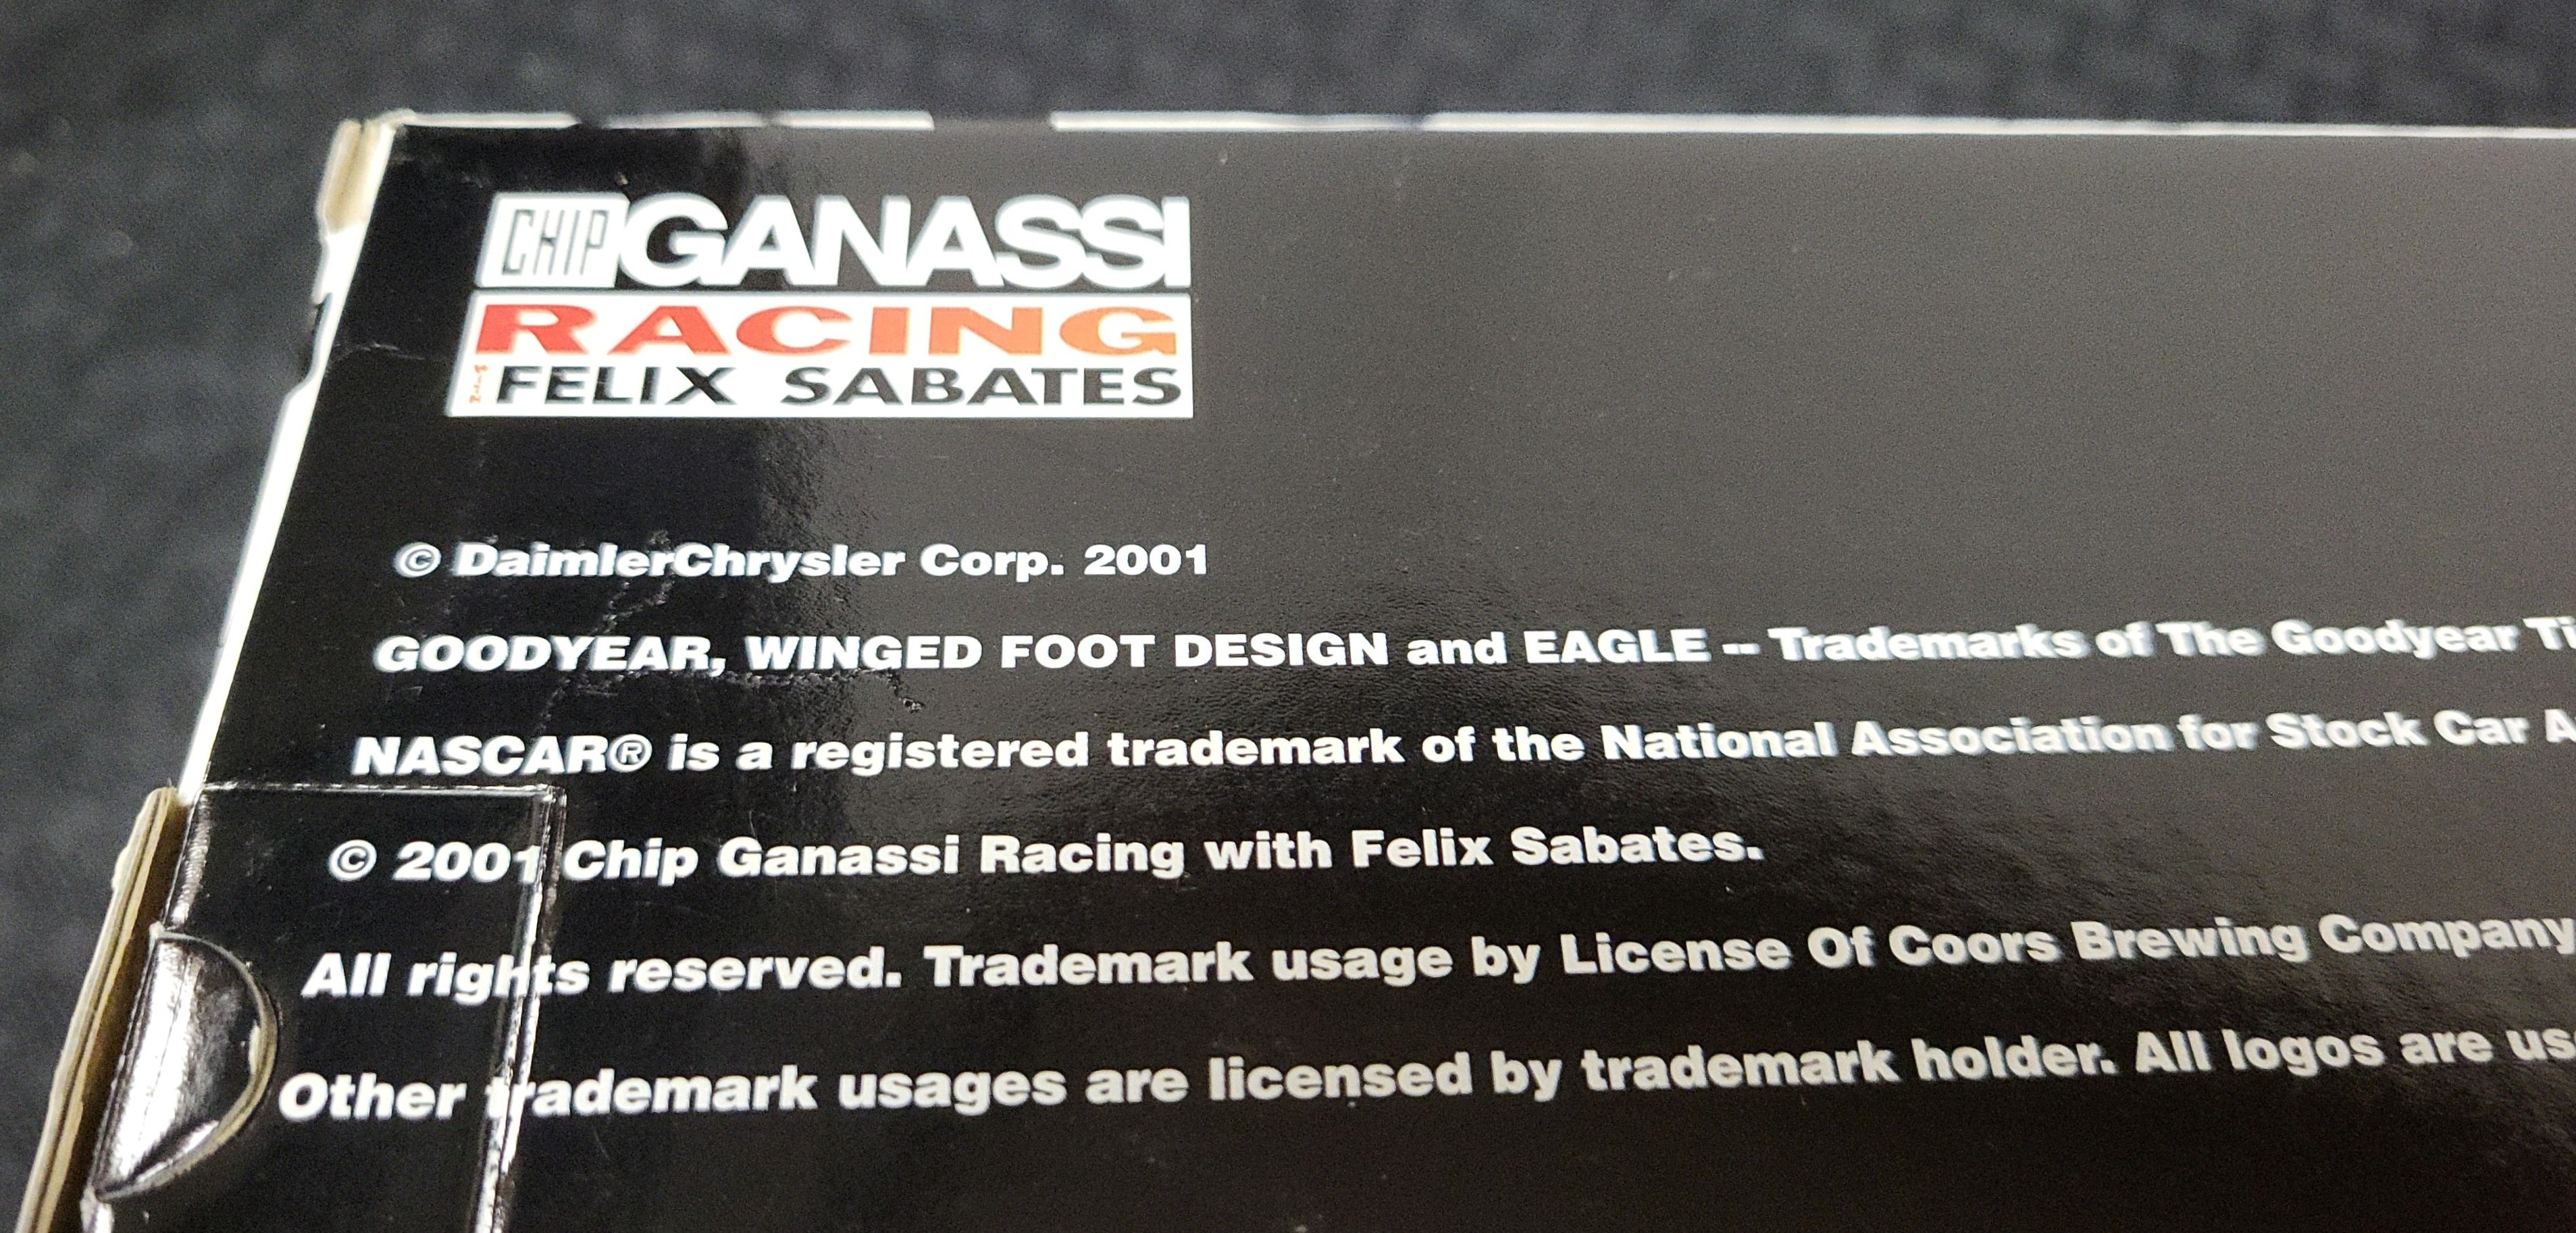 CHIP GANASSI
RACING
with FELIX SABATES
© DaimlerChrysler Corp. 2001
GOODYEAR, WINGED FOOT DESIGN and EAGLE -- Trademarks of The Goodyear Ti
NASCAR® is a registered trademark of the National Association for Stock Car A
© 2001 Chip Ganassi Racing with Felix Sabates.
All rights reserved. Trademark usage by License Of Coors Brewing Company
Other trademark usages are licensed by trademark holder. All logos are us